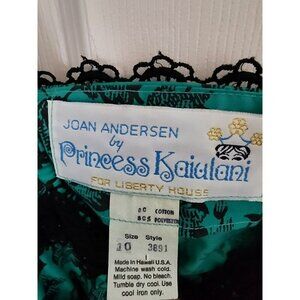 JOAN ANDERSEN
by
Princess Kaiulani
FOR LIBERTY HOUSE
COTTON
POLYESTER
Size Style
10 3891
Made in Hawaii U.S.A.
Machine wash cold.
Mild soap. No bleach.
Tumble dry cool. Use
cool iron only.